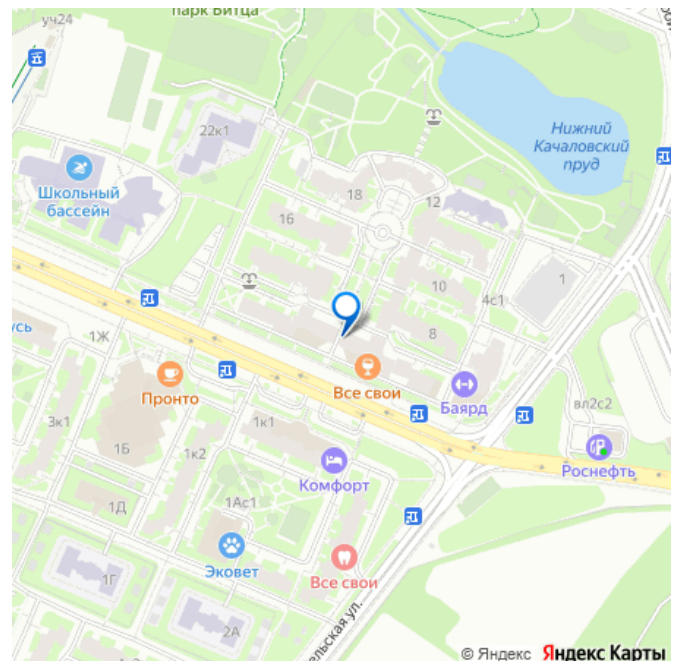 парк Битца
уч24
22к1
Нижний
Качаловский
пруд
Школьный
бассейн
18
12
16
10
1
4с1
8
1Ж
Пронто
Все свои
Баярд
вл2с2
3к1
1Б
1к2
1к1
Комфорт
Роснефть
1Д
1Ас1
Эковет
Все свои
1Г
2А
ельская ул.
© Яндекс Яндекс Карты